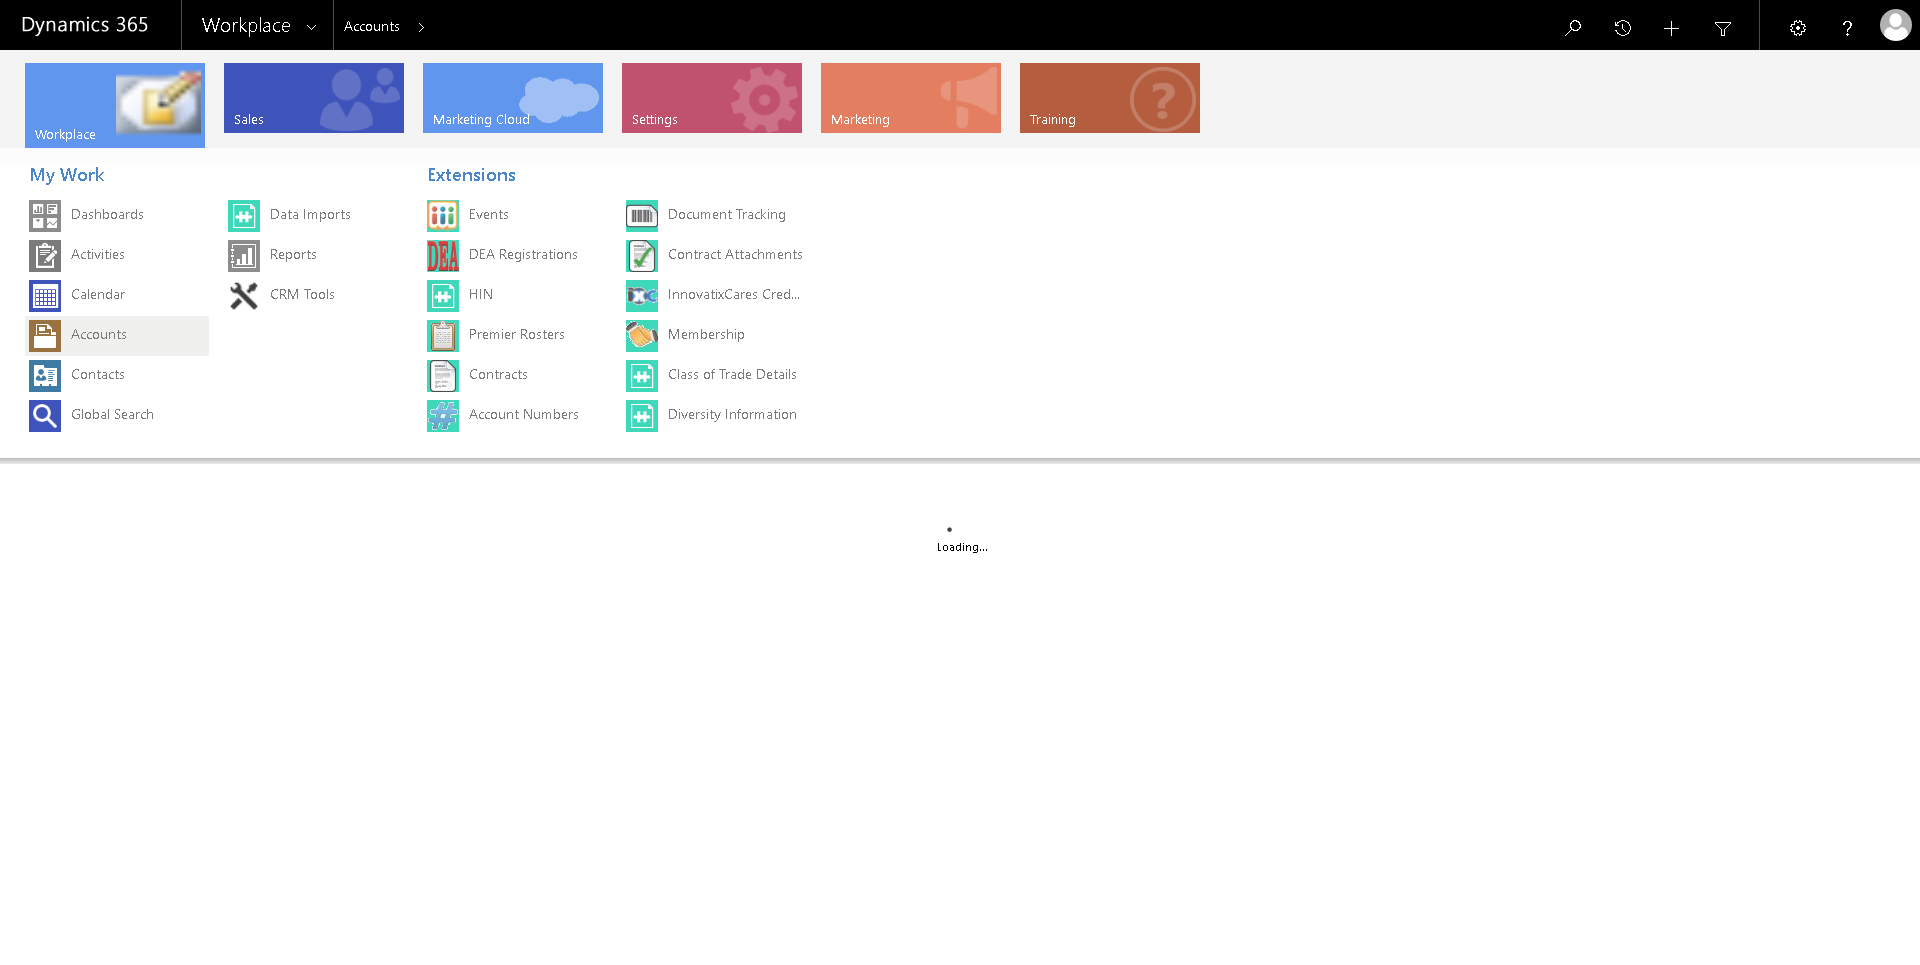 Dynamics 365
Workplace
Accounts
Workplace
Sales
Marketing Cloud
Settings
Marketing
Training
My Work
Dashboards
Activities
Calendar
Accounts
Contacts
Global Search
Data Imports
Reports
CRM Tools
Extensions
Events
DEA
DEA Registrations
HIN
Premier Rosters
Contracts
#
Account Numbers
Document Tracking
Contract Attachments
InnovatixCares Cred...
Membership
Class of Trade Details
Diversity Information
Loading...